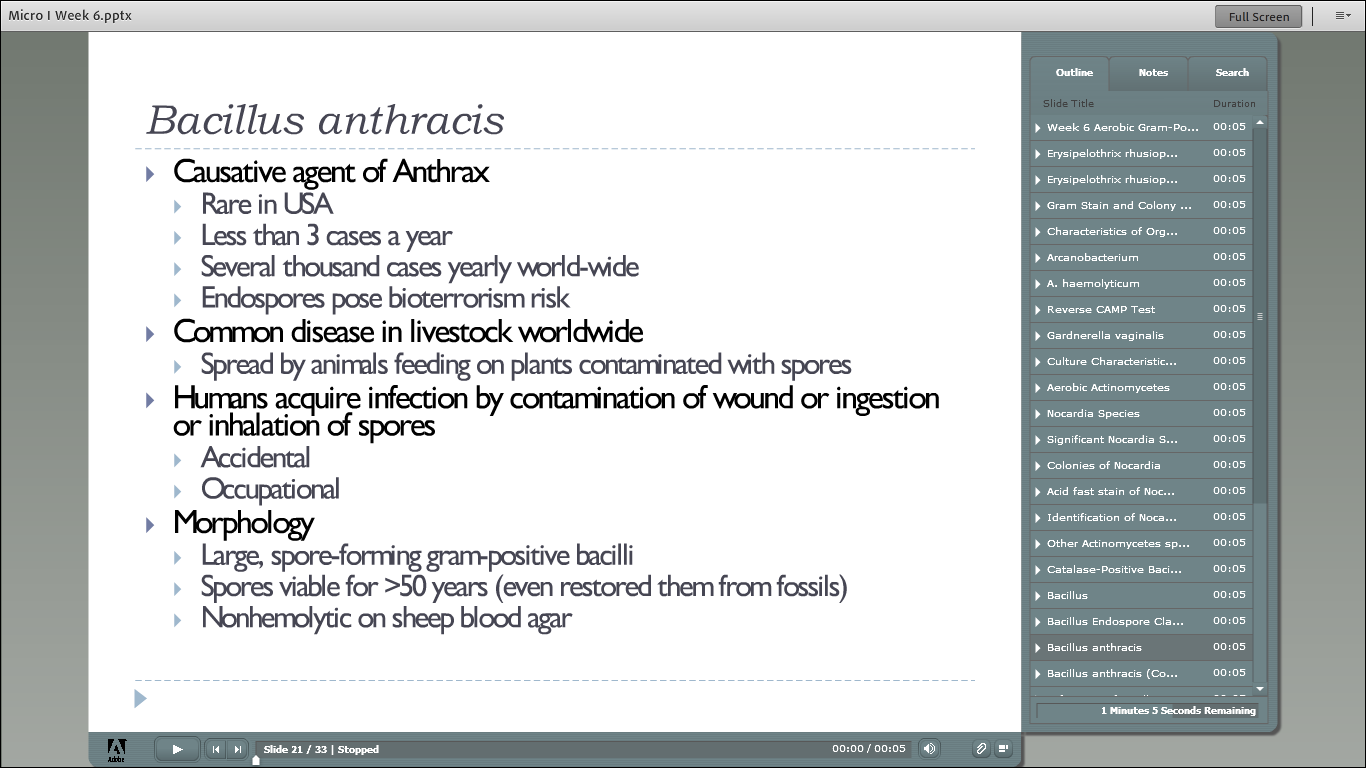 Micro I Week 6.pptx
Full Screen
Bacillus anthracis
Causative agent of Anthrax
Rare in USA
Less than 3 cases a year
Several thousand cases yearly world-wide
Endospores pose bioterrorism risk
Common disease in livestock worldwide
Spread by animals feeding on plants contaminated with spores
Humans acquire infection by contamination of wound or ingestion
or inhalation of spores
Accidental
Occupational
Morphology
Large, spore-forming gram-positive bacilli
Spores viable for >50 years (even restored them from fossils)
Nonhemolytic on sheep blood agar
Outline Notes Search
Slide Title Duration
Week 6 Aerobic Gram-Po... 00:05
Erysipelothrix rhusiop... 00:05
Erysipelothrix rhusiop... 00:05
Gram Stain and Colony ... 00:05
Characteristics of Org... 00:05
Arcanobacterium 00:05
A. haemolyticum 00:05
Reverse CAMP Test 00:05
Gardnerella vaginalis 00:05
Culture Characteristic... 00:05
Aerobic Actinomycetes 00:05
Nocardia Species 00:05
Significant Nocardia S... 00:05
Colonies of Nocardia 00:05
Acid fast stain of Noc... 00:05
Identification of Noca... 00:05
Other Actinomycetes sp... 00:05
Catalase-Positive Baci... 00:05
Bacillus 00:05
Bacillus Endospore Cla... 00:05
Bacillus anthracis 00:05
Bacillus anthracis (Co... 00:05
1 Minutes 5 Seconds Remaining
Adobe
Slide 21 / 33 | Stopped
00:00 / 00:05